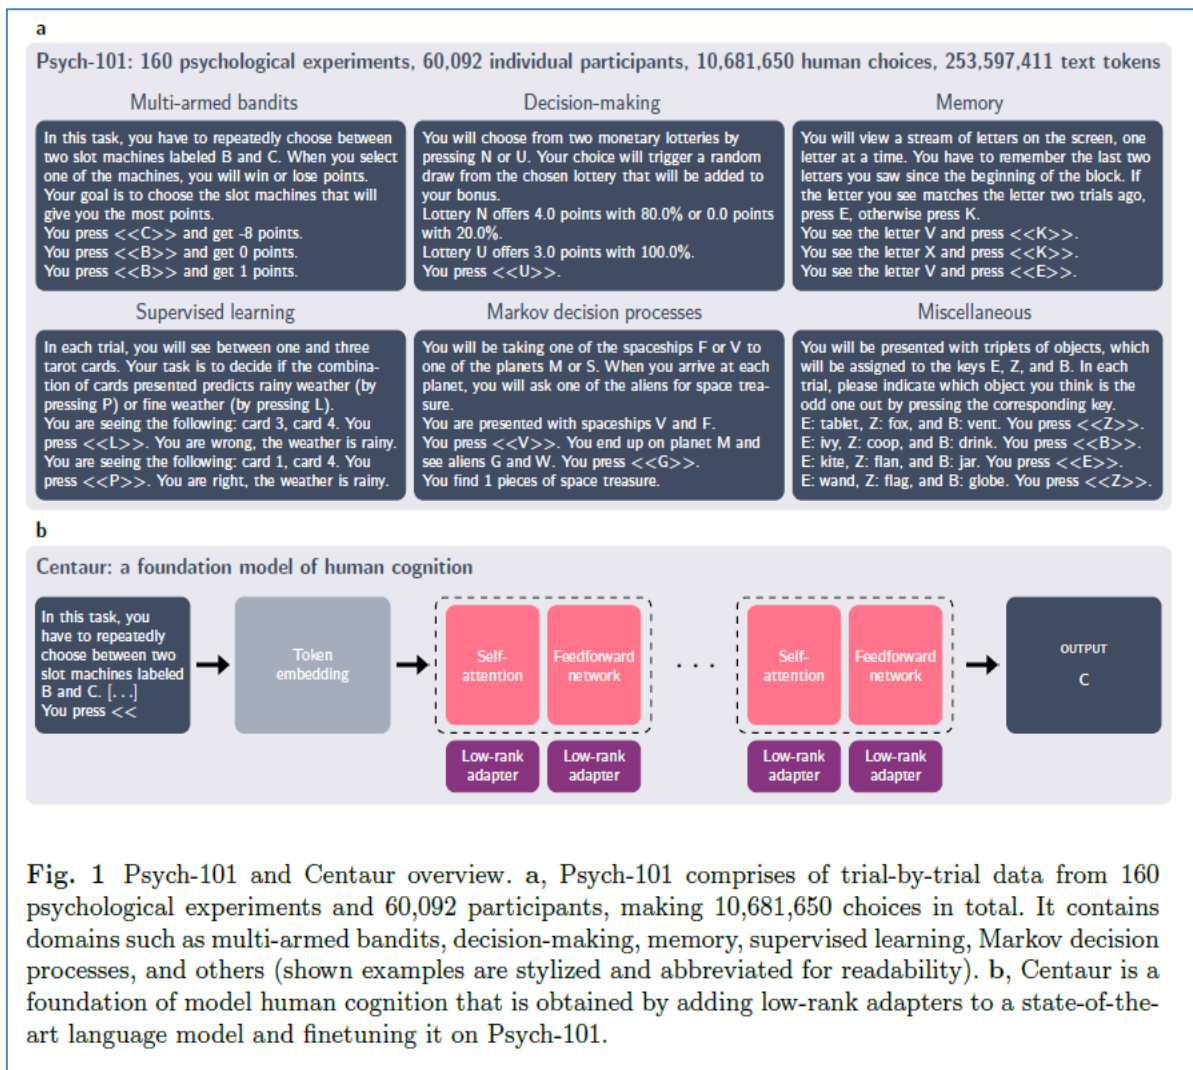 a
Psych-101: 160 psychological experiments, 60,092 individual participants, 10,681,650 human choices, 253,597,411 text tokens
Multi-armed bandits
In this task, you have to repeatedly choose between
two slot machines labeled B and C. When you select
one of the machines, you will win or lose points.
Your goal is to choose the slot machines that will
give you the most points.
You press <<C>> and get -8 points.
You press <<B>> and get 0 points.
You press <<B>> and get 1 points.
Decision-making
You will choose from two monetary lotteries by
pressing N or U. Your choice will trigger a random
draw from the chosen lottery that will be added to
your bonus.
Lottery N offers 4.0 points with 80.0% or 0.0 points
with 20.0%.
Lottery U offers 3.0 points with 100.0%.
You press <<U>>.
Memory
You will view a stream of letters on the screen, one
letter at a time. You have to remember the last two
letters you saw since the beginning of the block. If
the letter you see matches the letter two trials ago,
press E, otherwise press K.
You see the letter V and press <<K>>.
You see the letter X and press <<K>>.
You see the letter V and press <<E>>.
Supervised learning
In each trial, you will see between one and three
tarot cards. Your task is to decide if the combina-
tion of cards presented predicts rainy weather (by
pressing P) or fine weather (by pressing L).
You are seeing the following: card 3, card 4. You
press <<L>>. You are wrong, the weather is rainy.
You are seeing the following: card 1, card 4. You
press <<P>>. You are right, the weather is rainy.
Markov decision processes
You will be taking one of the spaceships F or V to
one of the planets M or S. When you arrive at each
planet, you will ask one of the aliens for space trea-
sure.
You are presented with spaceships V and F.
You press <<V>>. You end up on planet M and
see aliens G and W. You press <<G>>.
You find 1 pieces of space treasure.
Miscellaneous
You will be presented with triplets of objects, which
will be assigned to the keys E, Z, and B. In each
trial, please indicate which object you think is the
odd one out by pressing the corresponding key.
E: tablet, Z: fox, and B: vent. You press <<Z>>.
E: ivy, Z: coop, and B: drink. You press <<B>>.
E: kite, Z: flan, and B: jar. You press <<E>>.
E: wand, Z: flag, and B: globe. You press <<Z>>.
b
Centaur: a foundation model of human cognition
In this task, you
have to repeatedly
choose between two
slot machines labeled
B and C. [...]
You press <<
Token
embedding
Self-
attention
Feedforward
network
Low-rank
adapter
Low-rank
adapter
. . .
Self-
attention
Feedforward
network
Low-rank
adapter
Low-rank
adapter
OUTPUT
C
Fig. 1 Psych-101 and Centaur overview. a, Psych-101 comprises of trial-by-trial data from 160
psychological experiments and 60,092 participants, making 10,681,650 choices in total. It contains
domains such as multi-armed bandits, decision-making, memory, supervised learning, Markov decision
processes, and others (shown examples are stylized and abbreviated for readability). b, Centaur is a
foundation of model human cognition that is obtained by adding low-rank adapters to a state-of-the-
art language model and finetuning it on Psych-101.